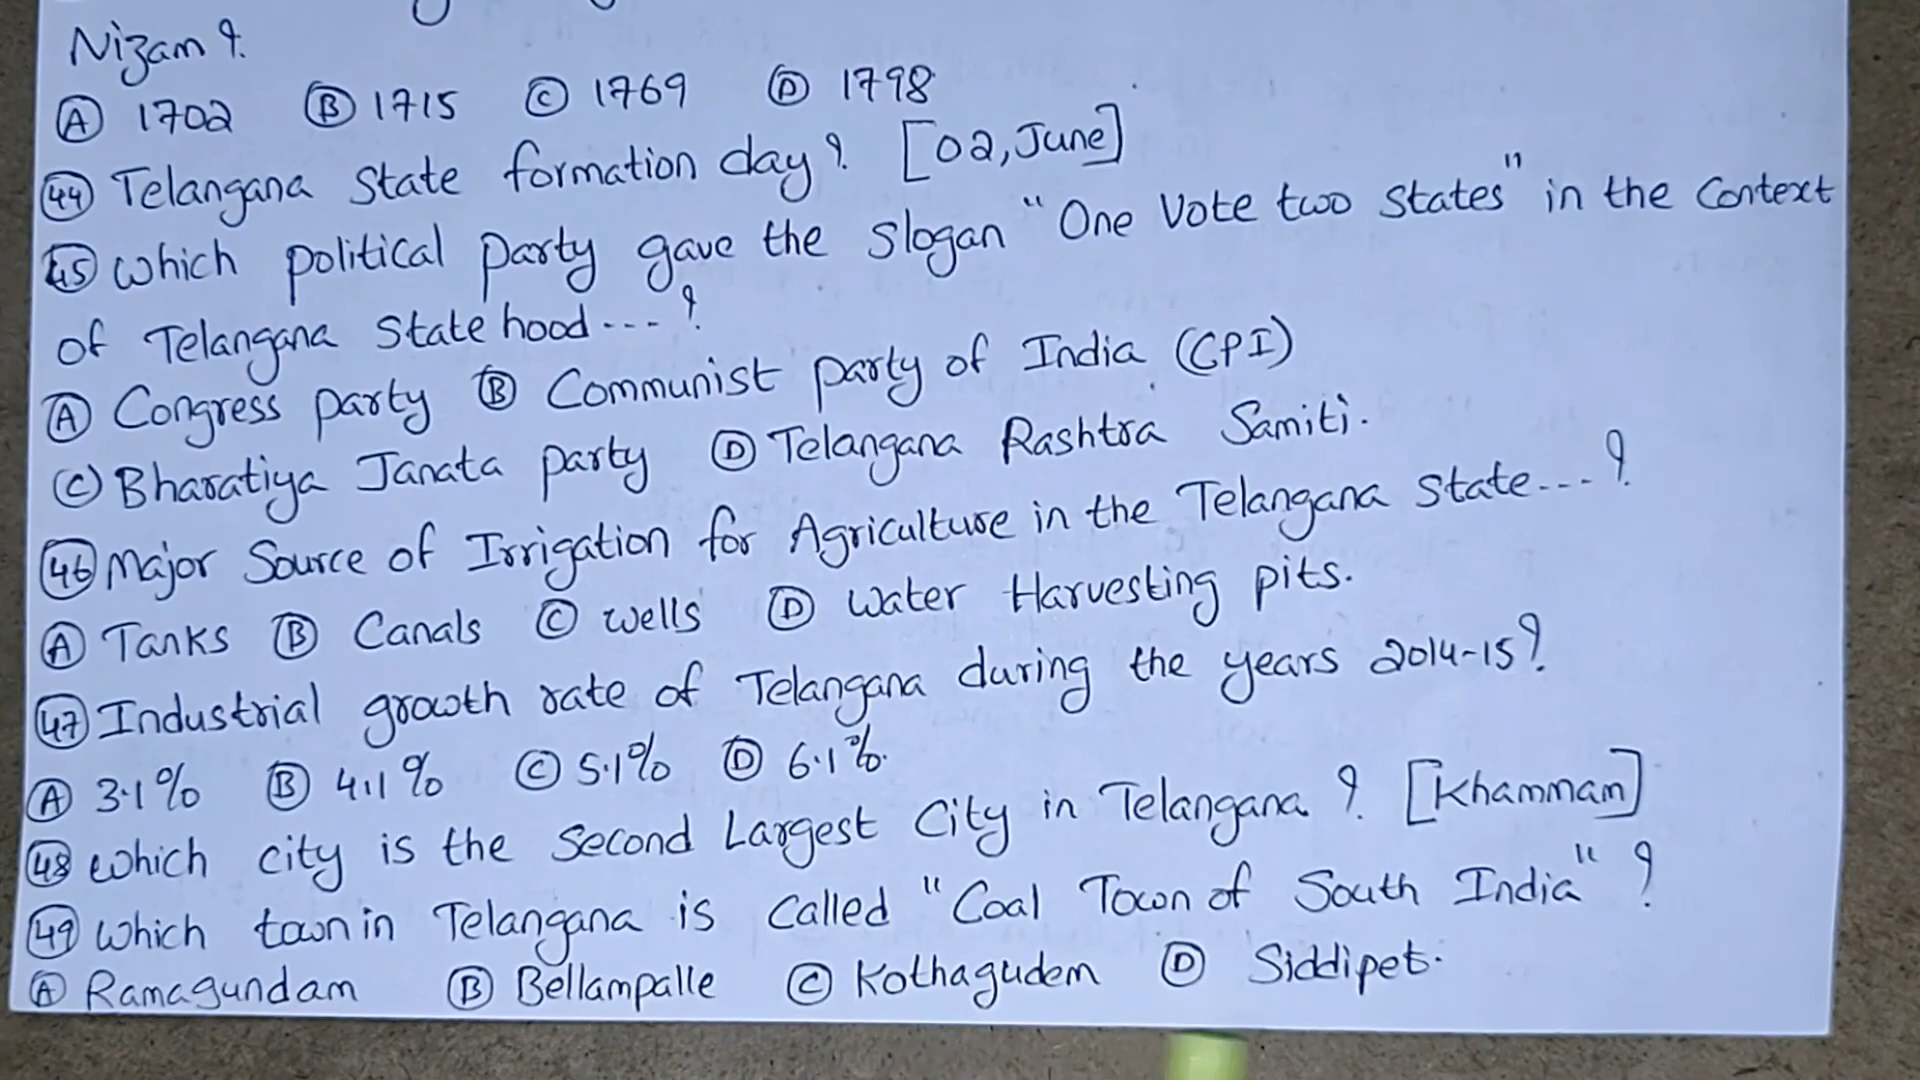 Nizam ?
Ⓐ 1702 Ⓑ 1715 Ⓒ 1769 Ⓓ 1798
㊹ Telangana State formation day ? [02, June]
㊺ which political party gave the slogan "One Vote two states" in the Context
of Telangana State hood --- ?
Ⓐ Congress party Ⓑ Communist party of India (CPI)
Ⓒ Bharatiya Janata party Ⓓ Telangana Rashtra Samiti.
㊻ Major Source of Irrigation for Agriculture in the Telangana state --- ?
Ⓐ Tanks Ⓑ Canals Ⓒ wells Ⓓ water Harvesting pits.
㊼ Industrial growth rate of Telangana during the years 2014-15 ?
Ⓐ 3.1% Ⓑ 4.1% Ⓒ 5.1% Ⓓ 6.1%.
㊽ which city is the Second Largest City in Telangana ? [Khammam]
㊾ which town in Telangana is called "Coal Town of South India" ?
Ⓐ Ramagundam Ⓑ Bellampalle Ⓒ Kothagudem Ⓓ Siddipet.